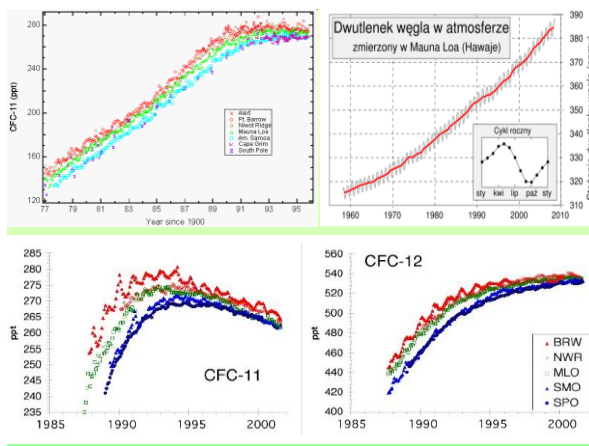 CFC-11 (ppt)
280
240
200
160
120
77
79
81
83
85
87
89
91
93
95
Year since 1900
Alert
Pt. Barrow
Niwot Ridge
Mauna Loa
Am. Samoa
Cape Grim
South Pole
Dwutlenek węgla w atmosferze
zmierzony w Mauna Loa (Hawaje)
390
380
370
360
350
340
330
320
310
1960
1970
1980
1990
2000
2010
Cykl roczny
sty kwi lip paź sty
285
280
275
270
265
260
255
250
245
240
235
ppt
1985
1990
1995
2000
CFC-11
560
540
520
500
480
460
440
420
400
ppt
1985
1990
1995
2000
CFC-12
BRW
NWR
MLO
SMO
SPO